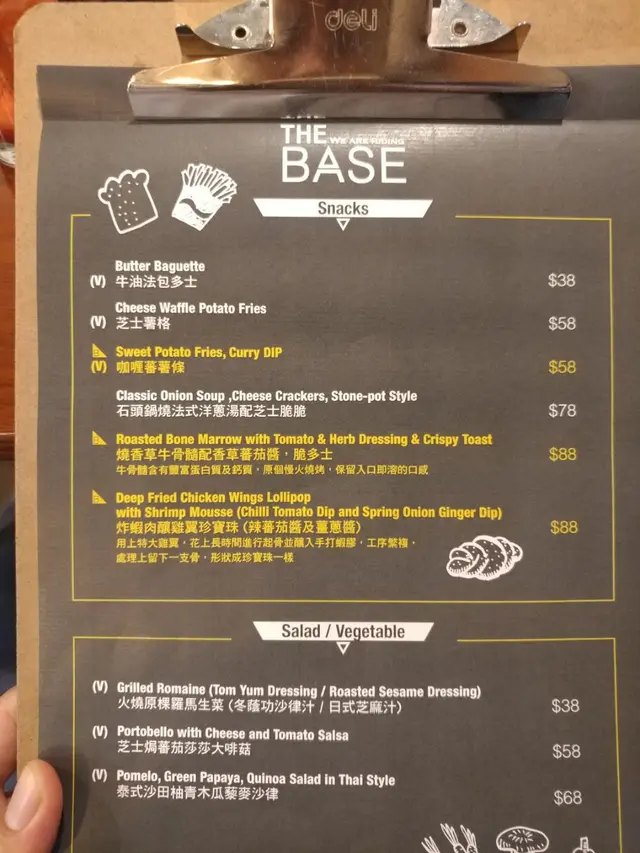 deli
THE
THE WE ARE HIRING
BASE
Snacks
Butter Baguette
(V) 牛油法包多士 $38
Cheese Waffle Potato Fries
(V) 芝士薯格 $58
Sweet Potato Fries, Curry DIP
(V) 咖喱蕃薯條 $58
Classic Onion Soup ,Cheese Crackers, Stone-pot Style
石頭鍋燒法式洋蔥湯配芝士脆脆 $78
Roasted Bone Marrow with Tomato & Herb Dressing & Crispy Toast
燒香草牛骨髓配香草蕃茄醬，脆多士 $88
牛骨髓含有豐富蛋白質及鈣質，原個慢火燒烤，保留入口即溶的口感
Deep Fried Chicken Wings Lollipop
with Shrimp Mousse (Chilli Tomato Dip and Spring Onion Ginger Dip)
炸蝦肉釀雞翼珍寶珠（辣蕃茄醬及薑蔥醬） $88
用上特大雞翼，花上長時間進行起骨並釀入手打蝦膠，工序繁複，
處理上留下一支骨，形狀成珍寶珠一樣
Salad / Vegetable
(V) Grilled Romaine (Tom Yum Dressing / Roasted Sesame Dressing)
火燒原棵羅馬生菜（冬蔭功沙律汁 / 日式芝麻汁） $38
(V) Portobello with Cheese and Tomato Salsa
芝士焗蕃茄莎莎大啡菇 $58
(V) Pomelo, Green Papaya, Quinoa Salad in Thai Style
泰式沙田柚青木瓜藜麥沙律 $68